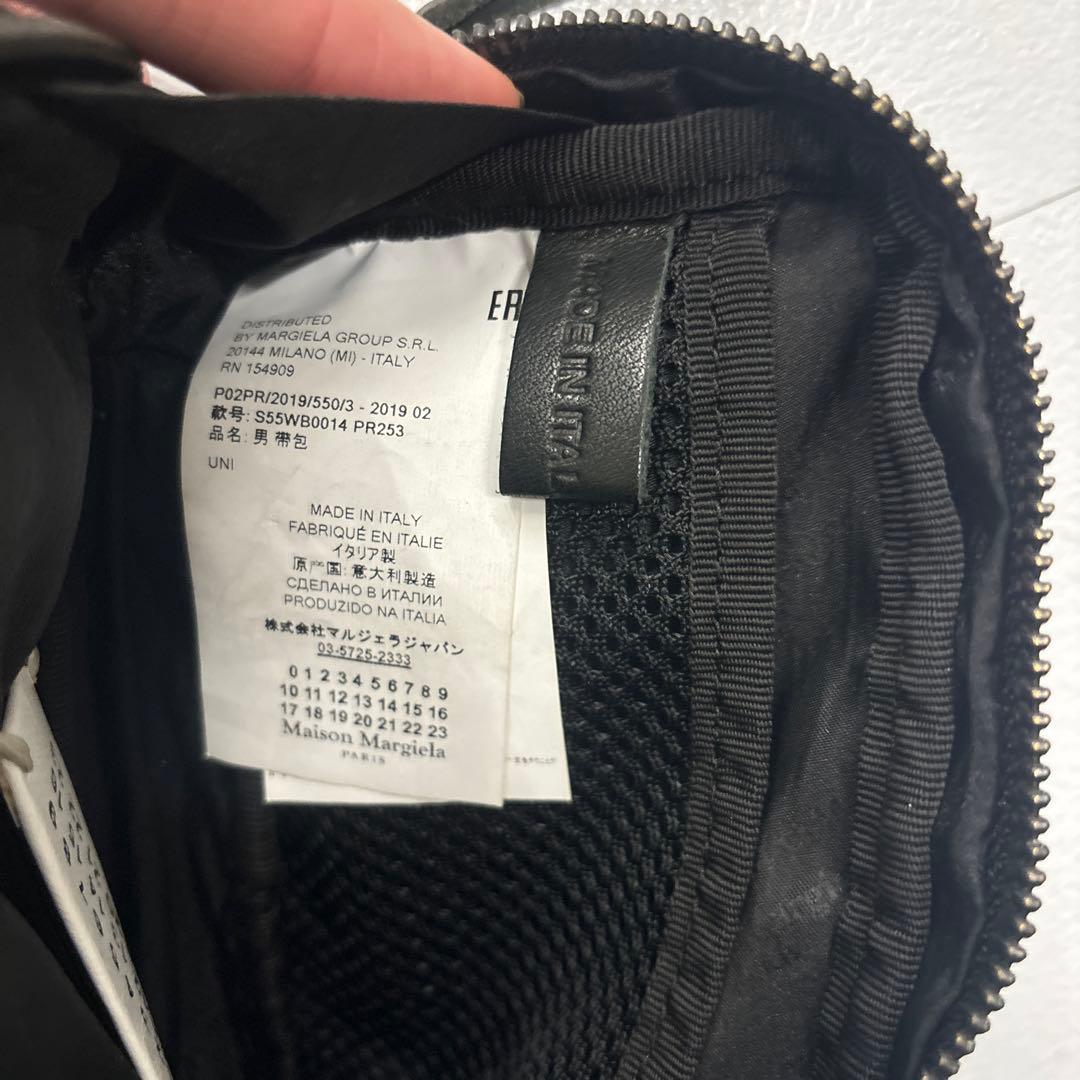 DISTRIBUTED
BY MARGIELA GROUP S.R.L.
20144 MILANO (MI) - ITALY
RN 154909
P02PR/2019/550/3 - 2019 02
款号: S55WB0014 PR253
品名: 男 带包
UNI
MADE IN ITALY
FABRIQUÉ EN ITALIE
イタリア製
原产国: 意大利製造
СДЕЛАНО В ИТАЛИИ
PRODUZIDO NA ITALIA
株式会社マルジェラジャパン
03-5725-2333
0 1 2 3 4 5 6 7 8 9
10 11 12 13 14 15 16
17 18 19 20 21 22 23
Maison Margiela
PARIS
MADE IN ITAL